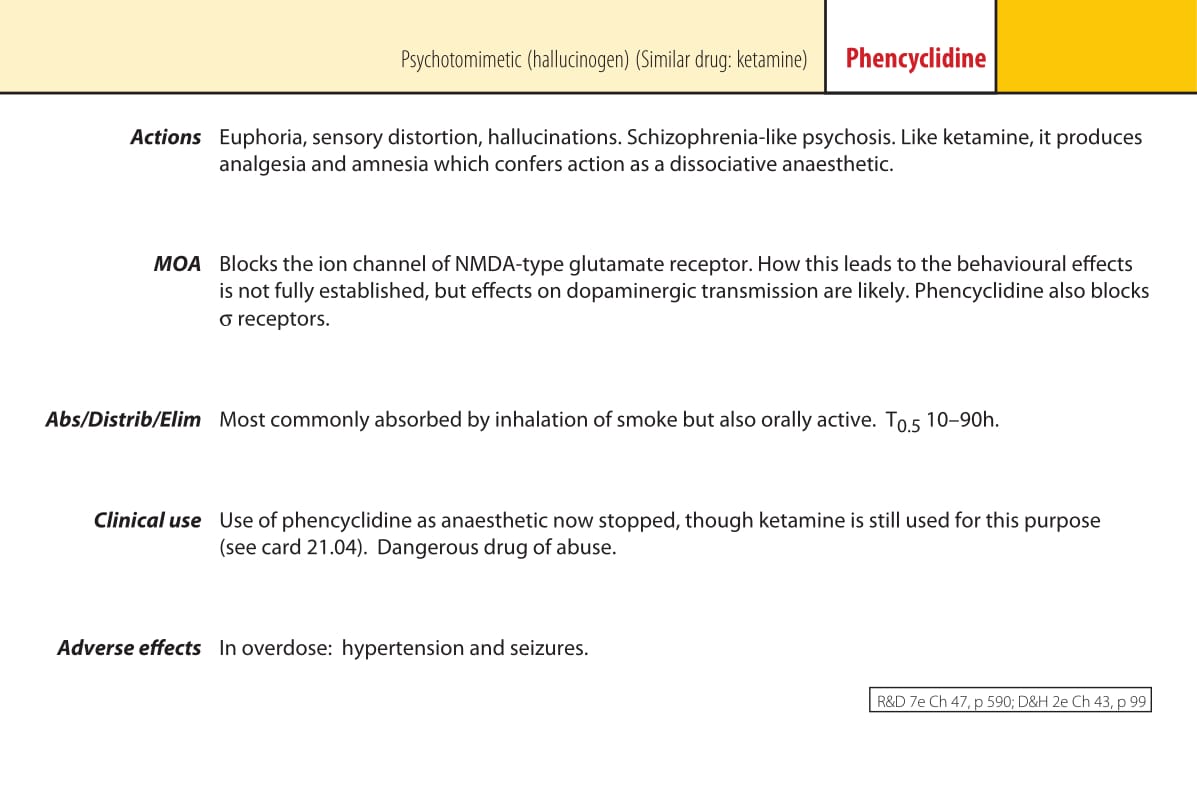 Psychotomimetic (hallucinogen) (Similar drug: ketamine) Phencyclidine
Actions Euphoria, sensory distortion, hallucinations. Schizophrenia-like psychosis. Like ketamine, it produces
analgesia and amnesia which confers action as a dissociative anaesthetic.
MOA Blocks the ion channel of NMDA-type glutamate receptor. How this leads to the behavioural effects
is not fully established, but effects on dopaminergic transmission are likely. Phencyclidine also blocks
σ receptors.
Abs/Distrib/Elim Most commonly absorbed by inhalation of smoke but also orally active. T0.5 10–90h.
Clinical use Use of phencyclidine as anaesthetic now stopped, though ketamine is still used for this purpose
(see card 21.04). Dangerous drug of abuse.
Adverse effects In overdose: hypertension and seizures.
R&D 7e Ch 47, p 590; D&H 2e Ch 43, p 99